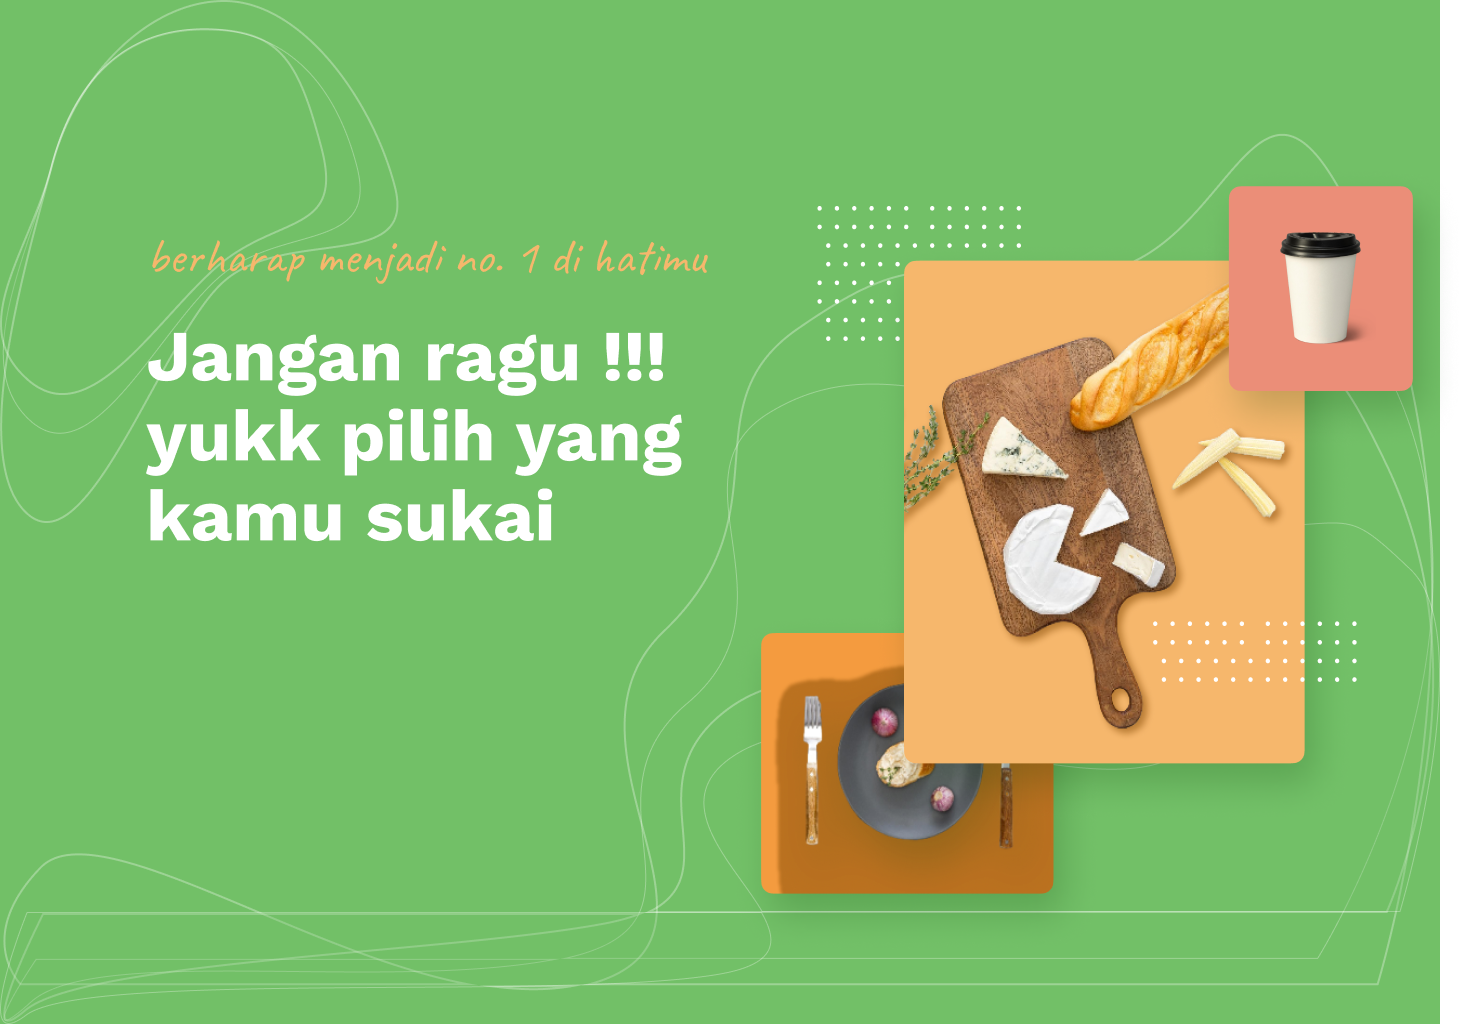 berharap menjadi no. 1 di hatimu
Jangan ragu !!!
yukk pilih yang
kamu sukai